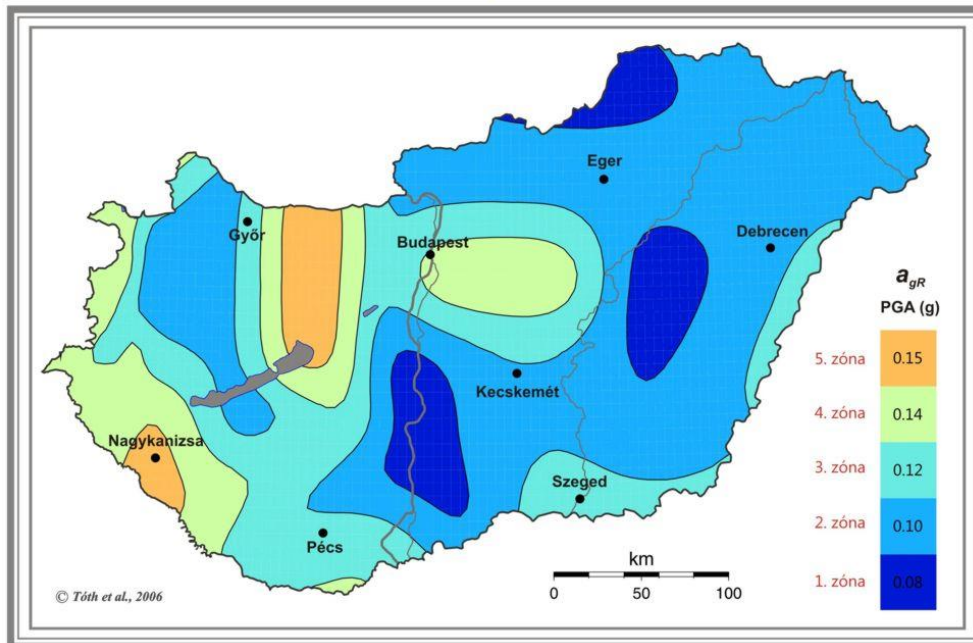 Eger
Győr
Budapest
Debrecen
a_gR
PGA (g)
5. zóna 0.15
Kecskemét
4. zóna 0.14
Nagykanizsa
3. zóna 0.12
Szeged
2. zóna 0.10
Pécs
km
1. zóna 0.08
0 50 100
© Tóth et al., 2006